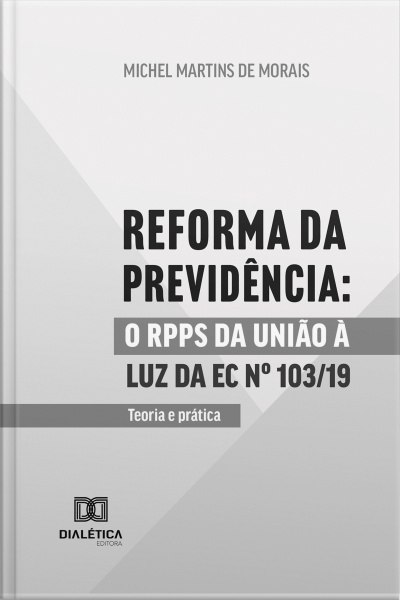 MICHEL MARTINS DE MORAIS
REFORMA DA
PREVIDÊNCIA:
O RPPS DA UNIÃO À
LUZ DA EC Nº 103/19
Teoria e prática
DIALÉTICA
EDITORA